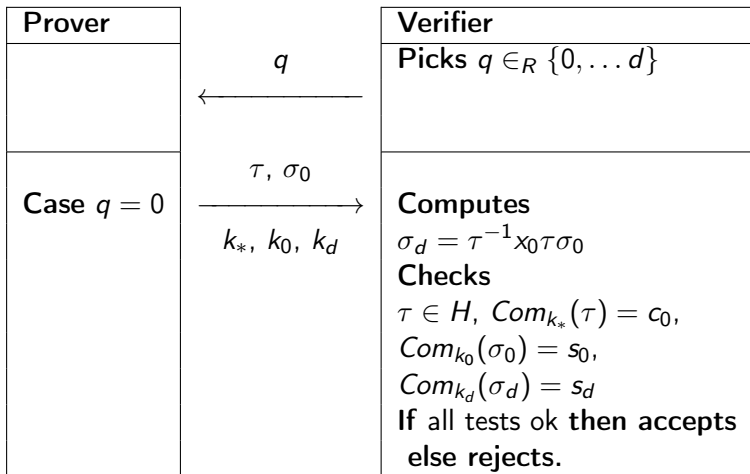 Prover Verifier
q Picks q ∈_R {0, … d}
τ, σ_0
Case q = 0 Computes
k_*, k_0, k_d σ_d = τ^{-1}x_0τσ_0
Checks
τ ∈ H, Com_{k_*}(τ) = c_0,
Com_{k_0}(σ_0) = s_0,
Com_{k_d}(σ_d) = s_d
If all tests ok then accepts
else rejects.